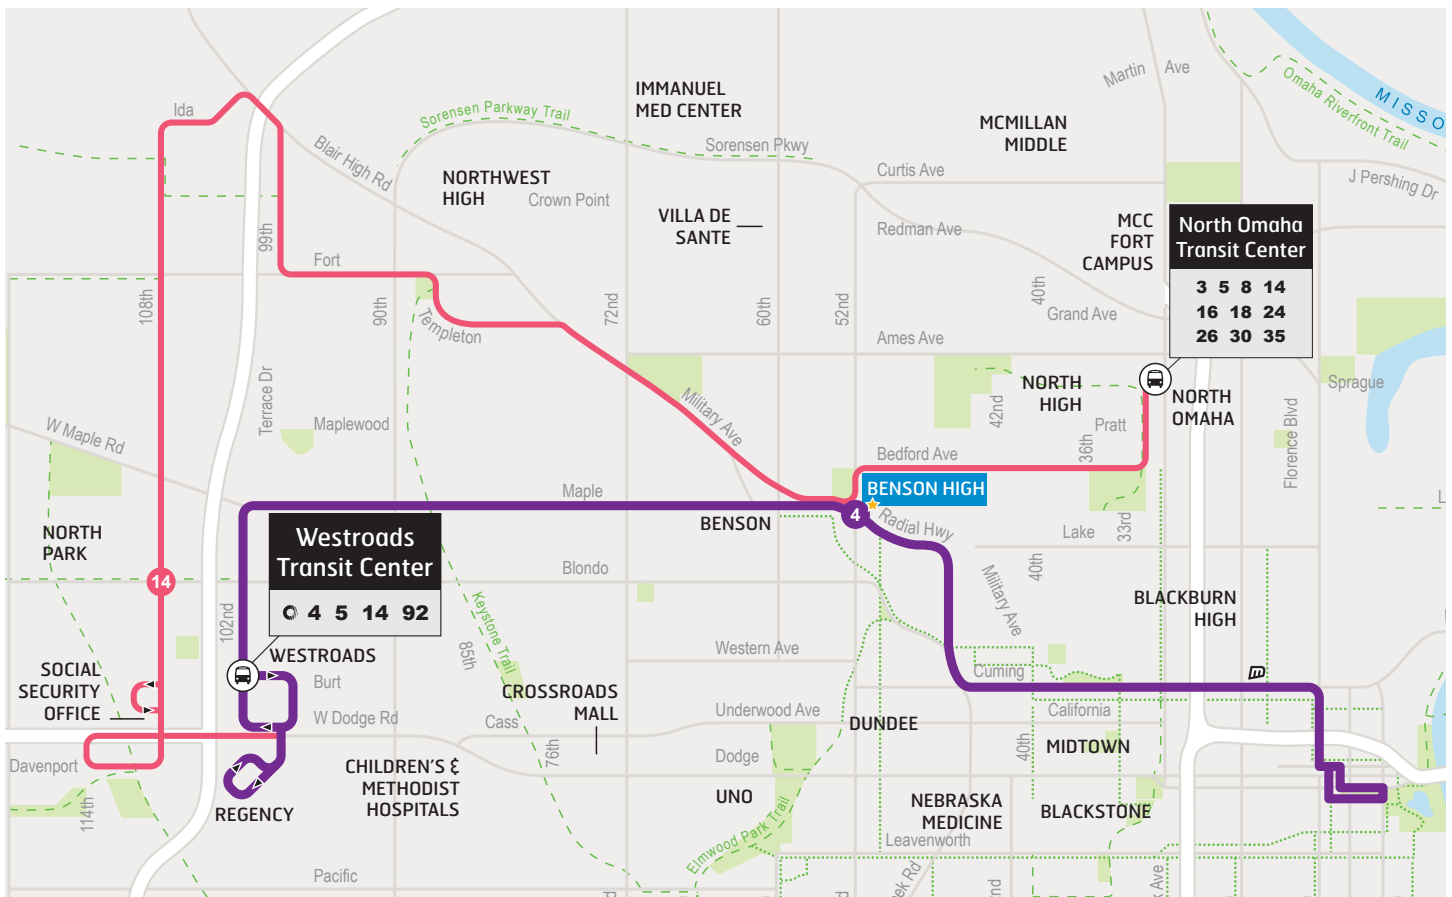 MISSO
Omaha Riverfront Trail
Martin Ave
J Pershing Dr
IMMANUEL
MED CENTER
MCMILLAN
MIDDLE
Sorensen Parkway Trail
Sorensen Pkwy
Ida
Blair High Rd
NORTHWEST
HIGH
Crown Point
Curtis Ave
VILLA DE
SANTE
Redman Ave
MCC
FORT
CAMPUS
North Omaha
Transit Center
3 5 8 14
16 18 24
26 30 35
99th
Fort
108th
90th
72nd
60th
52nd
40th
Grand Ave
Templeton
Ames Ave
NORTH
HIGH
NORTH
OMAHA
Sprague
Terrace Dr
Maplewood
Military Ave
42nd
Pratt
36th
Florence Blvd
W Maple Rd
Bedford Ave
BENSON HIGH
Maple
BENSON
4
Radial Hwy
Lake
33rd
L
NORTH
PARK
Westroads
Transit Center
4 5 14 92
14
Blondo
40th
Military Ave
BLACKBURN
HIGH
102nd
Keystone Trail
85th
Western Ave
WESTROADS
Burt
SOCIAL
SECURITY
OFFICE
Cuming
W Dodge Rd
Cass
CROSSROADS
MALL
Underwood Ave
DUNDEE
California
MIDTOWN
Davenport
76th
Dodge
40th
114th
REGENCY
CHILDREN'S &
METHODIST
HOSPITALS
UNO
Elmwood Park Trail
NEBRASKA
MEDICINE
BLACKSTONE
Leavenworth
Pacific
d
d
ek Rd
nd
k Ave